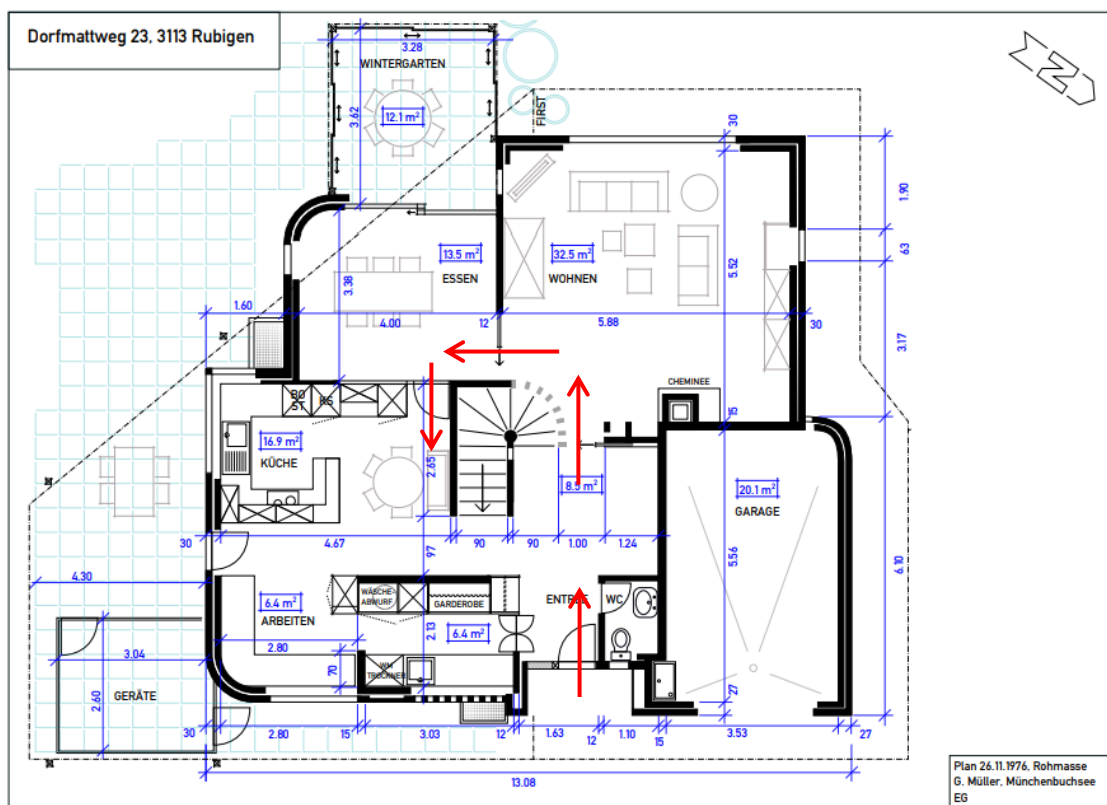 Dorfmattweg 23, 3113 Rubigen
N
3.28
WINTERGARTEN
12.1 m²
3.62
FIRST
30
1.90
63
13.5 m²
ESSEN
32.5 m²
WOHNEN
5.52
3.38
1.60
4.00
12
5.88
30
3.17
CHEMINEE
BO
ST
KS
15
16.9 m²
KÜCHE
2.65
8.5 m²
20.1 m²
GARAGE
30
4.67
97
90
90
1.00
1.24
5.56
6.10
4.30
6.4 m²
ARBEITEN
WÄSCHE-
ABWURF
GARDEROBE
ENTREE
WC
2.13
6.4 m²
2.80
3.04
70
WM
TROCKNER
GERÄTE
2.60
27
30
2.80
15
3.03
12
1.63
12
1.10
15
3.53
27
13.08
Plan 26.11.1976, Rohmasse
G. Müller, Münchenbuchsee
EG